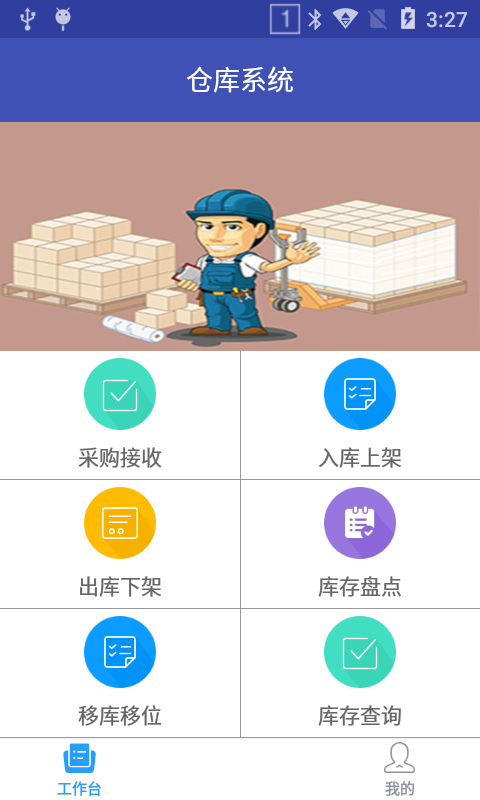 1 3:27
仓库系统
采购接收 入库上架
出库下架 库存盘点
移库移位 库存查询
工作台 我的